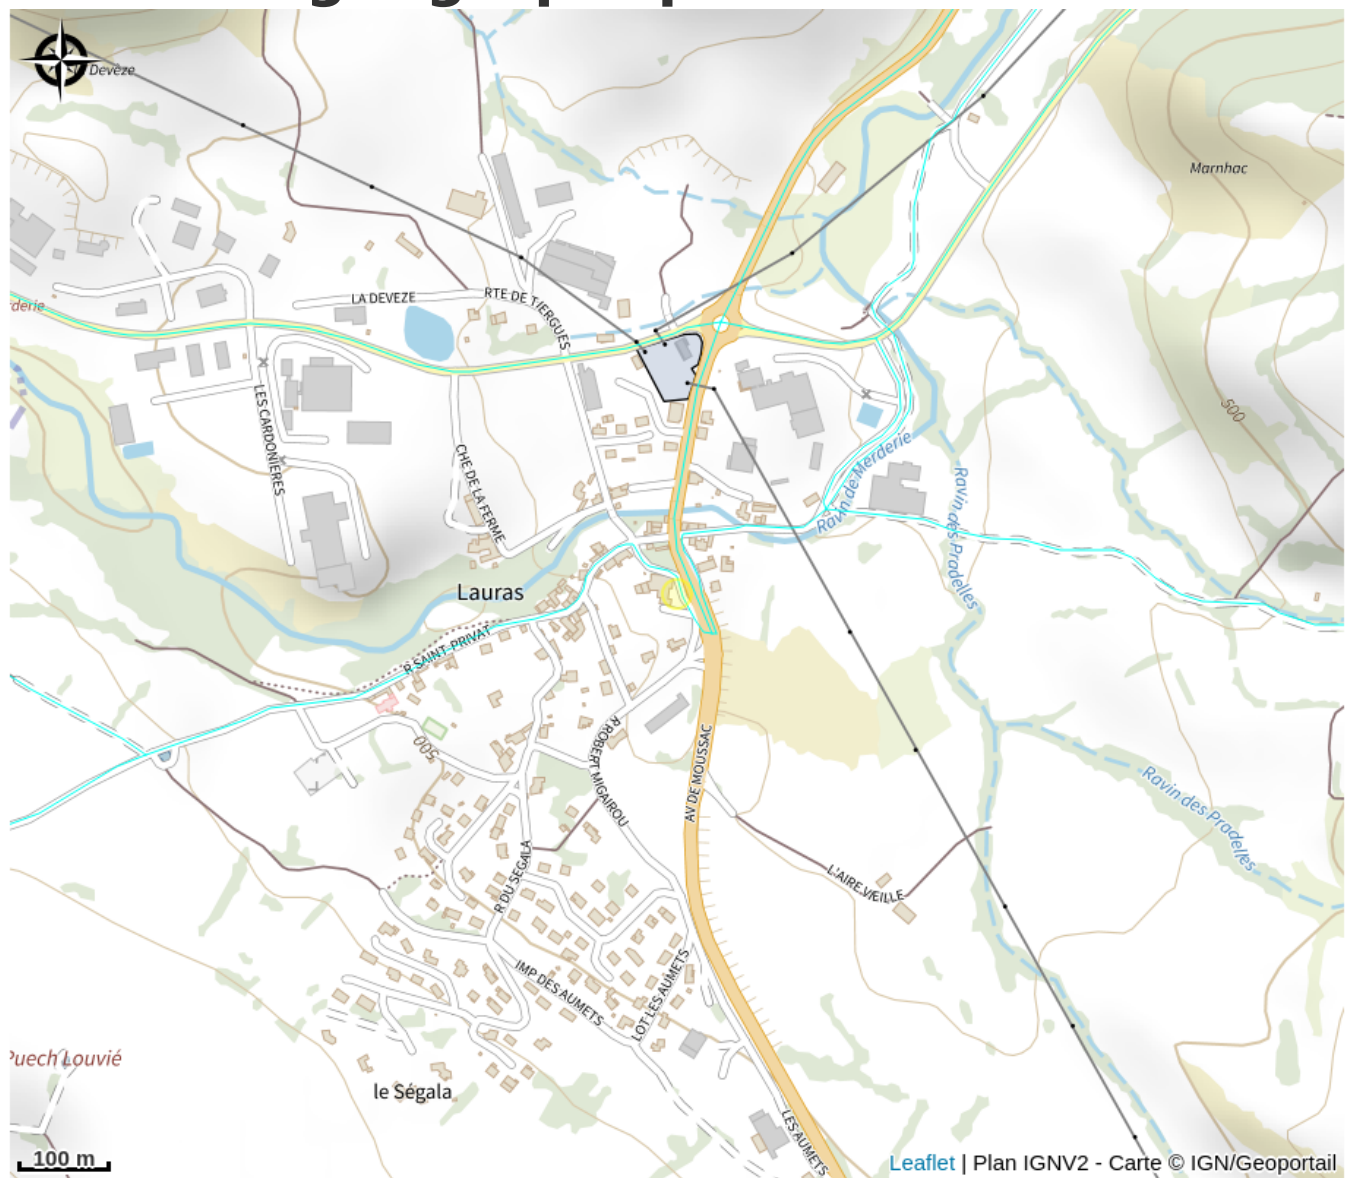 Devèze
Marnhac
rderie
LA DEVEZE
RTE DE TIERGUES
500
LES CARDONIERES
CHE DE LA FERME
Ravin de Merderie
Ravin des Pradelles
Lauras
R SAINT-PRIVAT
500
R ROBERT MIGAIROU
AV DE MOUSSAC
Ravin des Pradelles
R DU SEGALA
L'AIRE VIEILLE
IMP DES AUMETS
LOT LES AUMETS
Puech Louvié
le Ségala
LES AUMETS
100 m
Leaflet | Plan IGNV2 - Carte © IGN/Geoportail